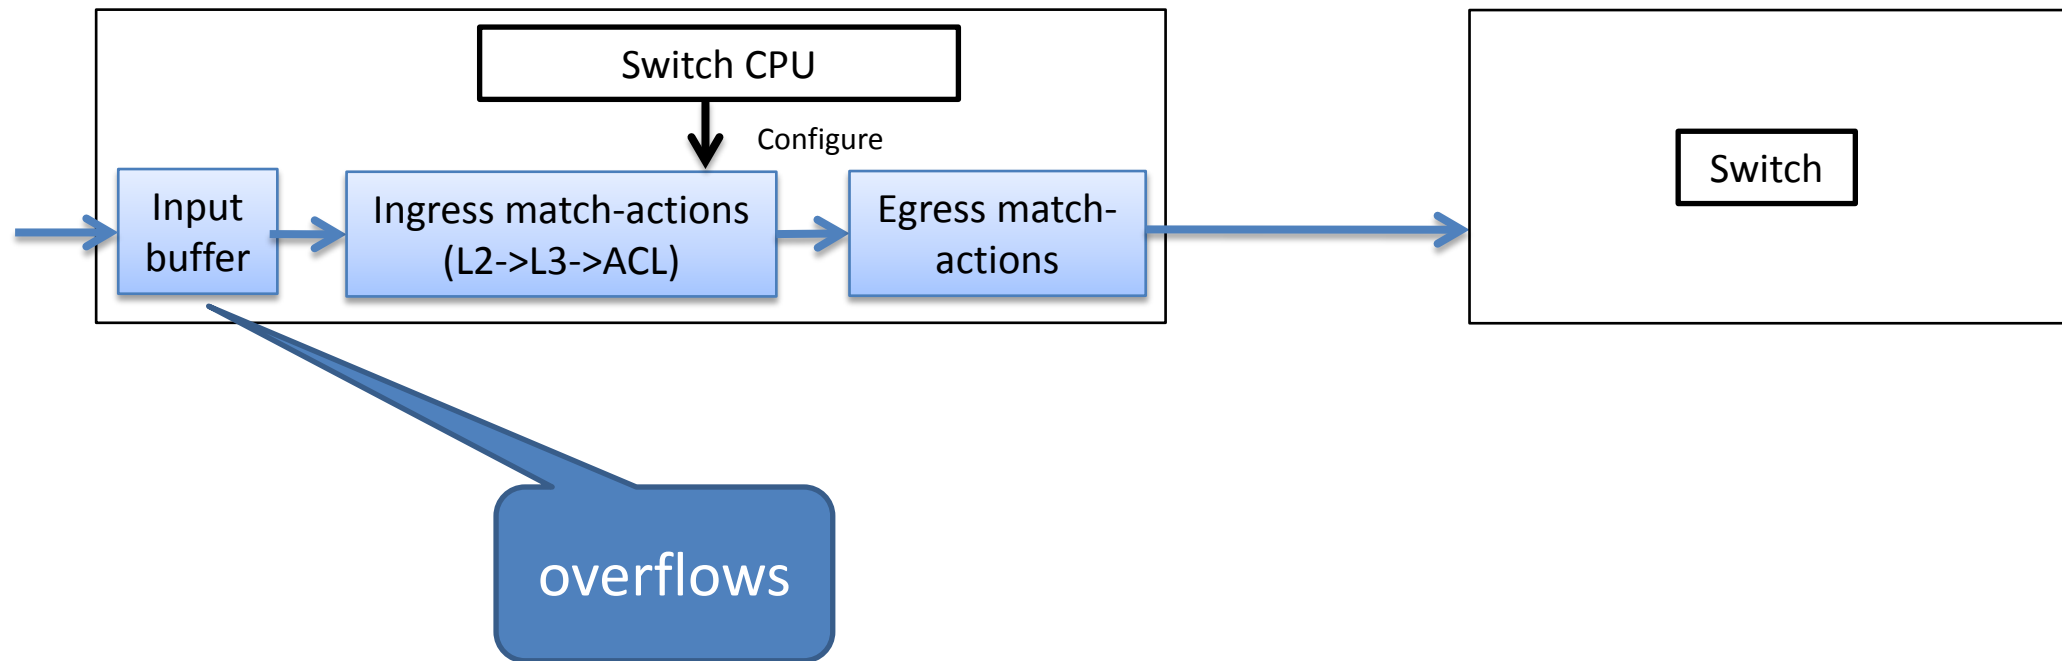 Switch CPU
Configure
Input
buffer
Ingress match-actions
(L2->L3->ACL)
Egress match-
actions
Switch
overflows